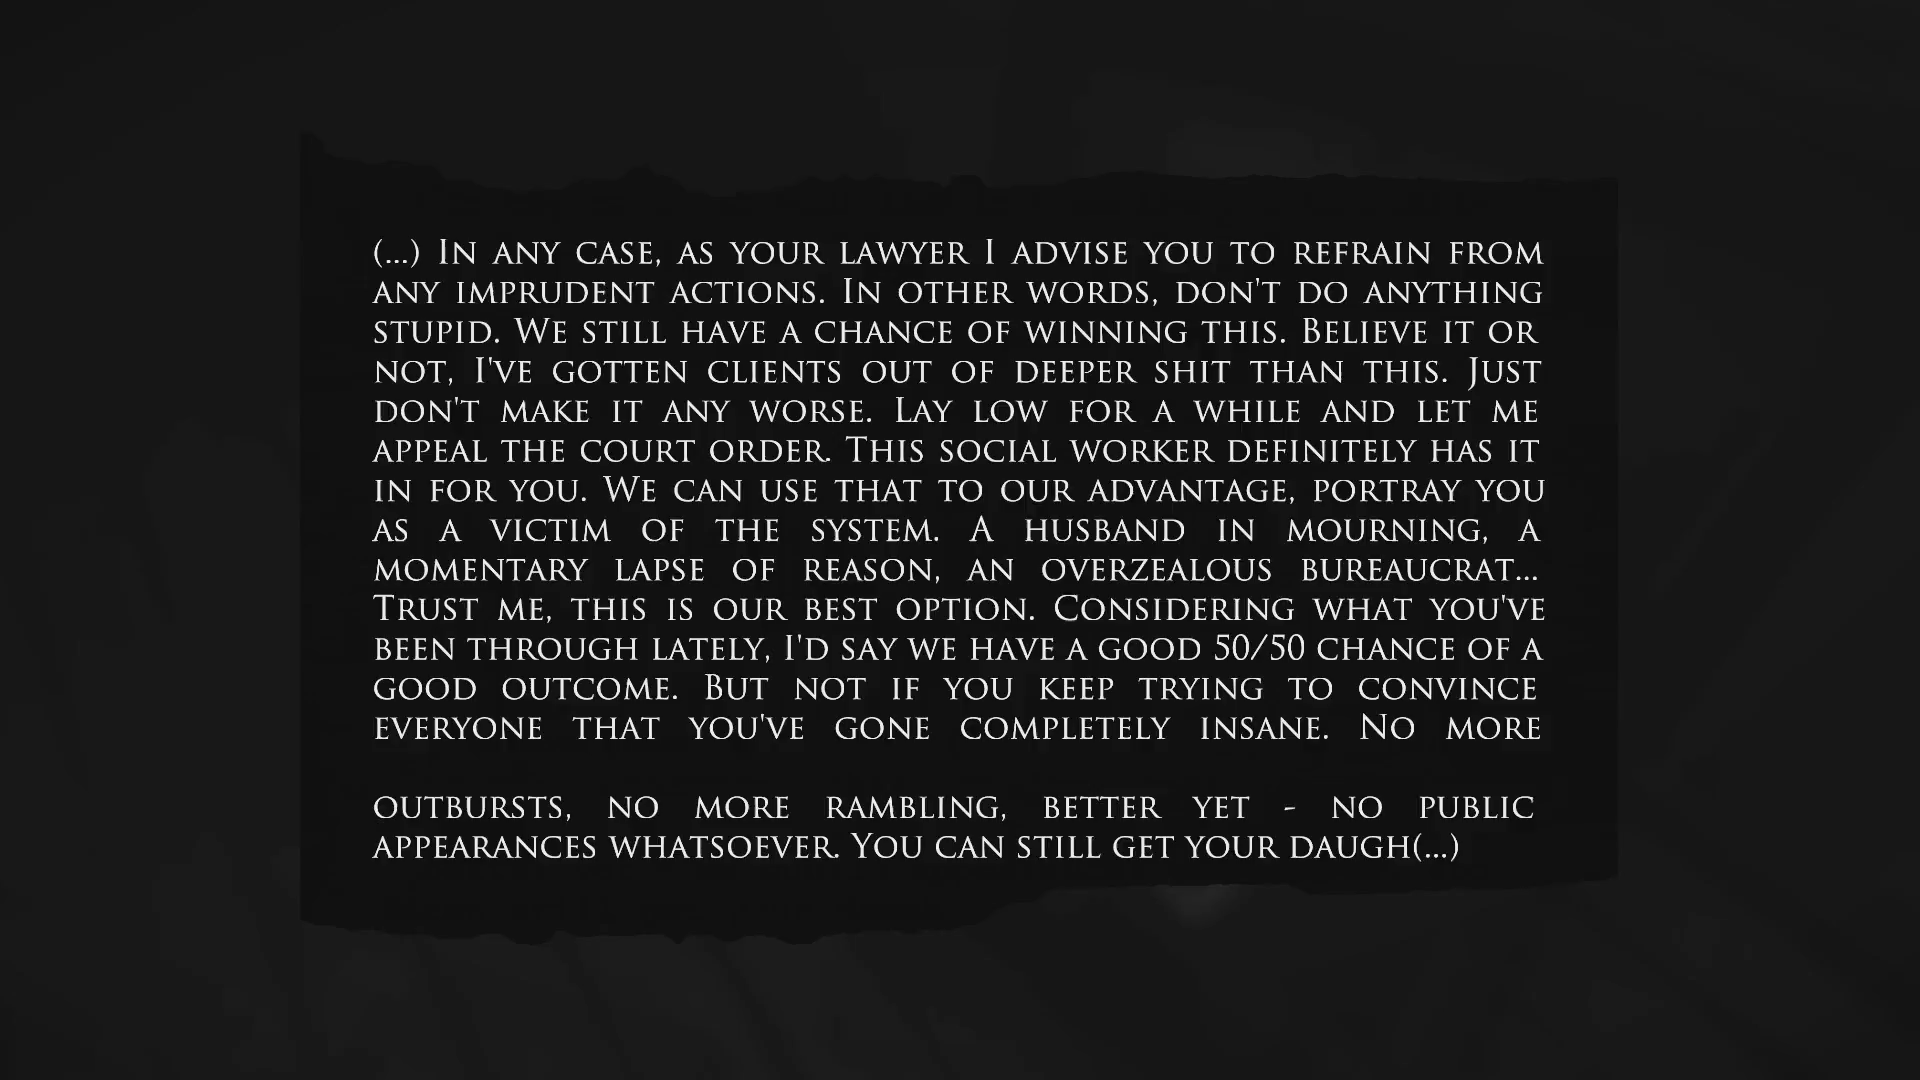 (...) In any case, as your lawyer I advise you to refrain from
any imprudent actions. In other words, don't do anything
stupid. We still have a chance of winning this. Believe it or
not, I've gotten clients out of deeper shit than this. Just
don't make it any worse. Lay low for a while and let me
appeal the court order. This social worker definitely has it
in for you. We can use that to our advantage, portray you
as a victim of the system. A husband in mourning, a
momentary lapse of reason, an overzealous bureaucrat...
Trust me, this is our best option. Considering what you've
been through lately, I'd say we have a good 50/50 chance of a
good outcome. But not if you keep trying to convince
everyone that you've gone completely insane. No more
outbursts, no more rambling, better yet - no public
appearances whatsoever. You can still get your daugh(...)